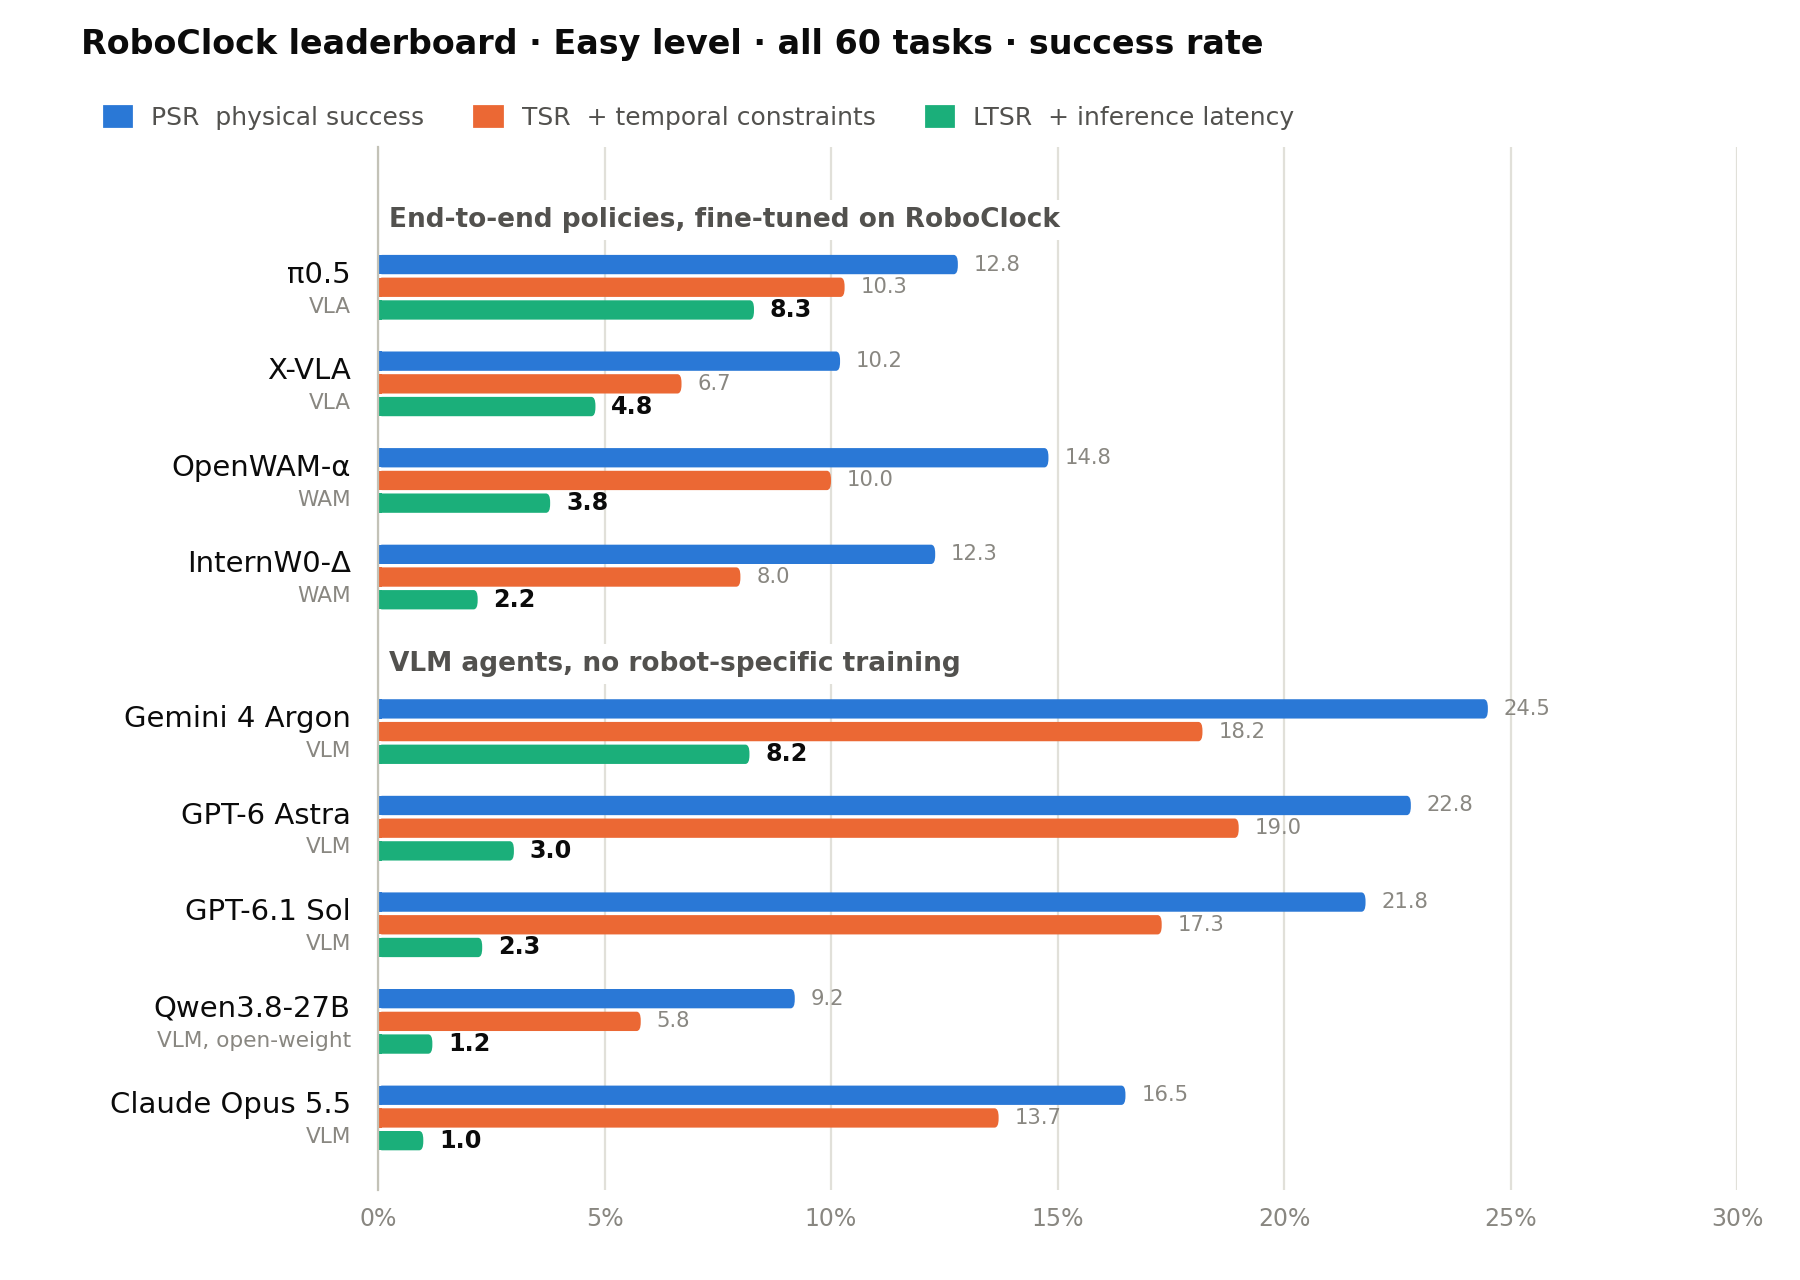 RoboClock leaderboard · Easy level · all 60 tasks · success rate
PSR physical success TSR + temporal constraints LTSR + inference latency
End-to-end policies, fine-tuned on RoboClock
π0.5
VLA
12.8
10.3
8.3
X-VLA
VLA
10.2
6.7
4.8
OpenWAM-α
WAM
14.8
10.0
3.8
InternW0-Δ
WAM
12.3
8.0
2.2
VLM agents, no robot-specific training
Gemini 4 Argon
VLM
24.5
18.2
8.2
GPT-6 Astra
VLM
22.8
19.0
3.0
GPT-6.1 Sol
VLM
21.8
17.3
2.3
Qwen3.8-27B
VLM, open-weight
9.2
5.8
1.2
Claude Opus 5.5
VLM
16.5
13.7
1.0
0% 5% 10% 15% 20% 25% 30%